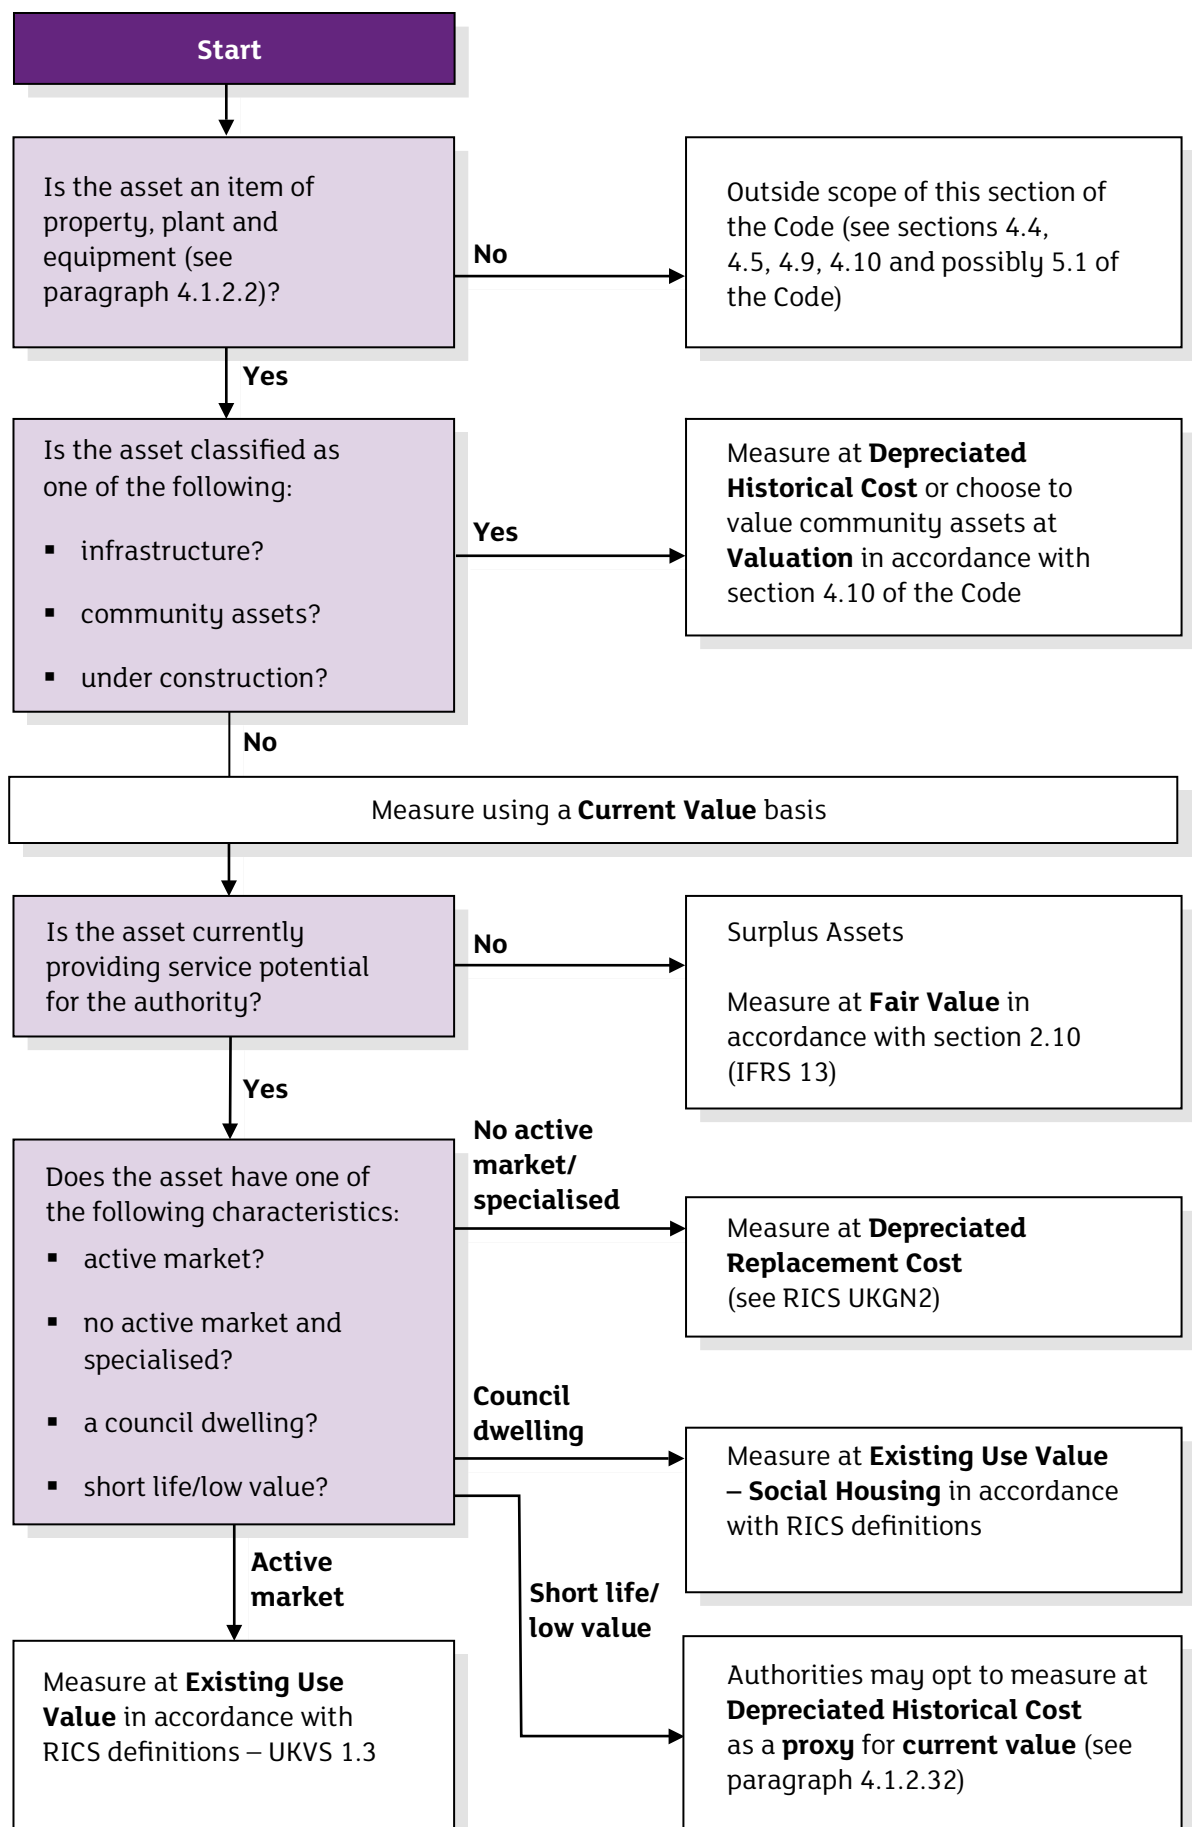 Start
Is the asset an item of
property, plant and
equipment (see
paragraph 4.1.2.2)?
No
Outside scope of this section of
the Code (see sections 4.4,
4.5, 4.9, 4.10 and possibly 5.1 of
the Code)
Yes
Is the asset classified as
one of the following:
▪ infrastructure?
▪ community assets?
▪ under construction?
Yes
Measure at Depreciated
Historical Cost or choose to
value community assets at
Valuation in accordance with
section 4.10 of the Code
No
Measure using a Current Value basis
Is the asset currently
providing service potential
for the authority?
No
Surplus Assets
Measure at Fair Value in
accordance with section 2.10
(IFRS 13)
Yes
Does the asset have one of
the following characteristics:
▪ active market?
▪ no active market and
specialised?
▪ a council dwelling?
▪ short life/low value?
No active
market/
specialised
Measure at Depreciated
Replacement Cost
(see RICS UKGN2)
Council
dwelling
Measure at Existing Use Value
– Social Housing in accordance
with RICS definitions
Active
market
Measure at Existing Use
Value in accordance with
RICS definitions – UKVS 1.3
Short life/
low value
Authorities may opt to measure at
Depreciated Historical Cost
as a proxy for current value (see
paragraph 4.1.2.32)